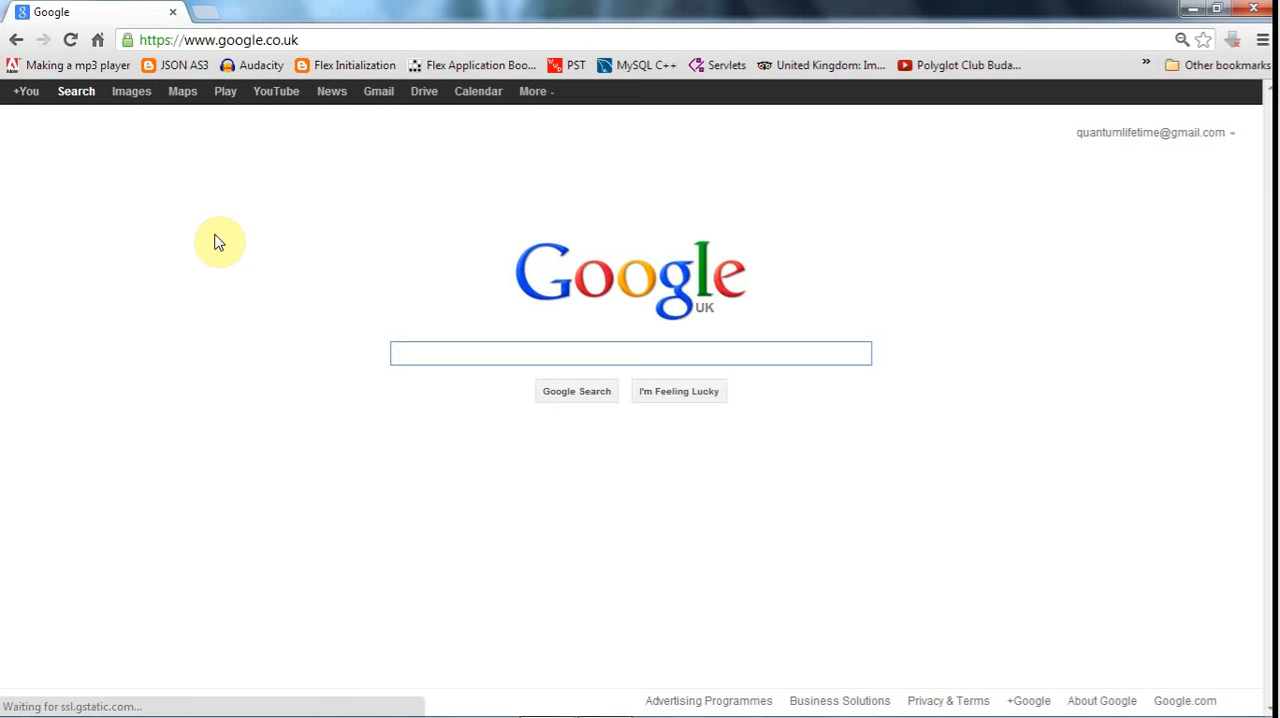 Google
https://www.google.co.uk
Making a mp3 player JSON AS3 Audacity Flex Initialization Flex Application Boo... PST MySQL C++ Servlets United Kingdom: Im... Polyglot Club Buda... » Other bookmarks
+You Search Images Maps Play YouTube News Gmail Drive Calendar More
quantumlifetime@gmail.com
Google
UK
Google Search I'm Feeling Lucky
Waiting for ssl.gstatic.com... Advertising Programmes Business Solutions Privacy & Terms +Google About Google Google.com